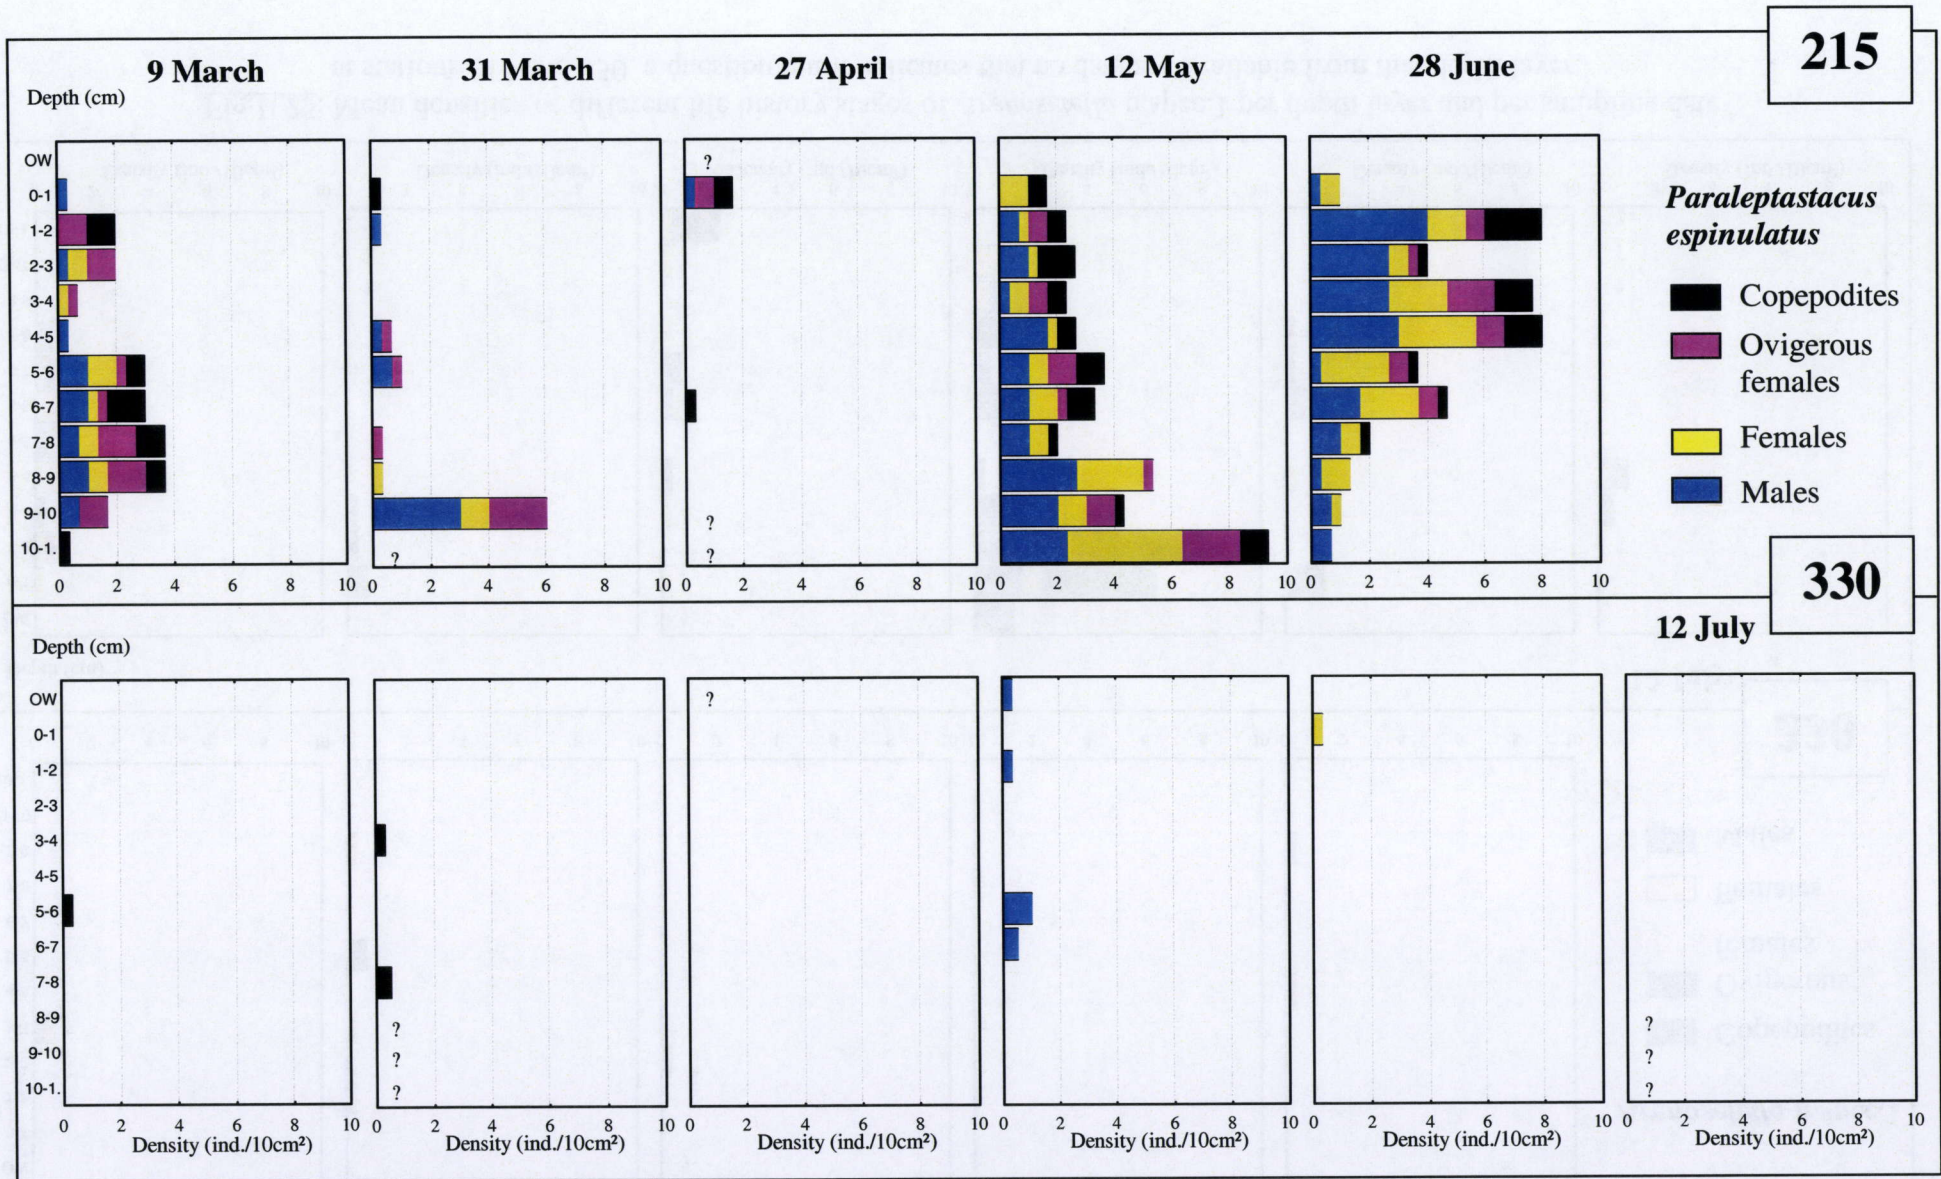 215
9 March 31 March 27 April 12 May 28 June
Depth (cm)
OW ?
0-1
1-2
2-3
3-4
4-5
5-6
6-7
7-8
8-9
9-10 ?
10-1. ? ?
0 2 4 6 8 10 0 2 4 6 8 10 0 2 4 6 8 10 0 2 4 6 8 10 0 2 4 6 8 10
Paraleptastacus
espinulatus
Copepodites
Ovigerous
females
Females
Males
330
12 July
Depth (cm)
OW ?
0-1
1-2
2-3
3-4
4-5
5-6
6-7
7-8
8-9 ? ?
9-10 ? ?
10-1. ? ?
0 2 4 6 8 10 0 2 4 6 8 10 0 2 4 6 8 10 0 2 4 6 8 10 0 2 4 6 8 10 0 2 4 6 8 10
Density (ind./10cm²) Density (ind./10cm²) Density (ind./10cm²) Density (ind./10cm²) Density (ind./10cm²) Density (ind./10cm²)